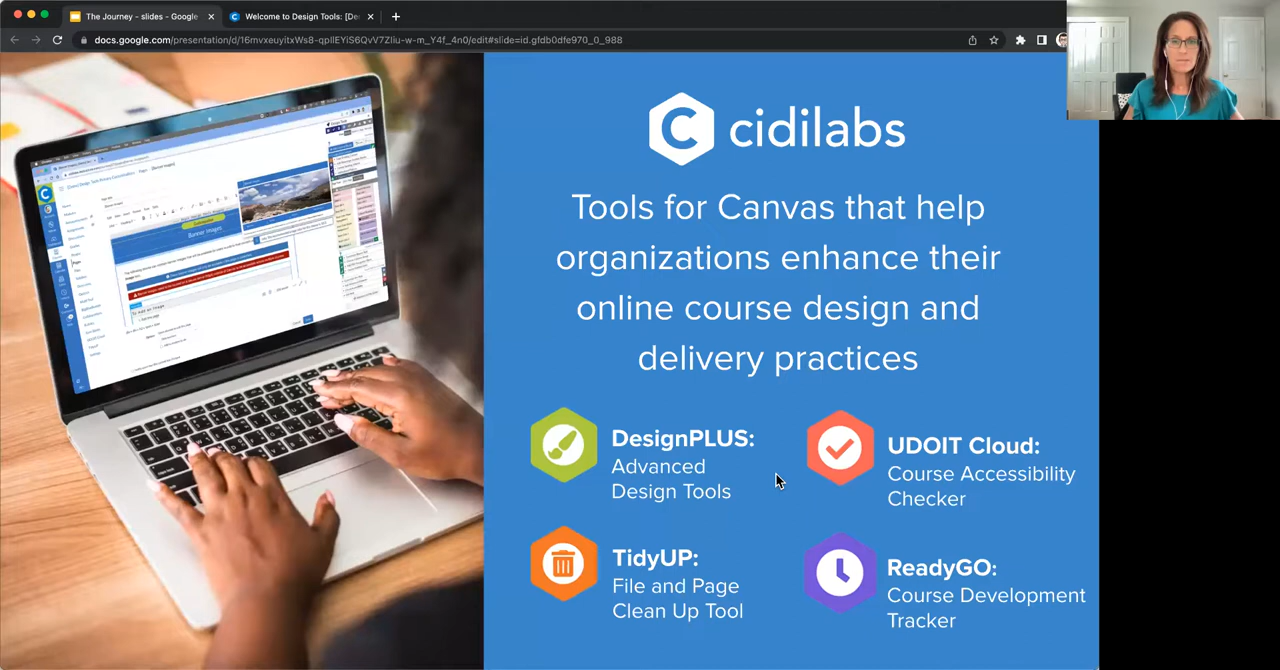 The Journey - slides - Google
Welcome to Design Tools: [De
docs.google.com/presentation/d/16mvxeuyitxWs8-qpllEYiS6QvV7Zliu-w-m_Y4f_4n0/edit#slide=id.gfdb0dfe970_0_988
cidilabs
Tools for Canvas that help
organizations enhance their
online course design and
delivery practices
DesignPLUS:
Advanced
Design Tools
UDOIT Cloud:
Course Accessibility
Checker
TidyUP:
File and Page
Clean Up Tool
ReadyGO:
Course Development
Tracker
Banner Images